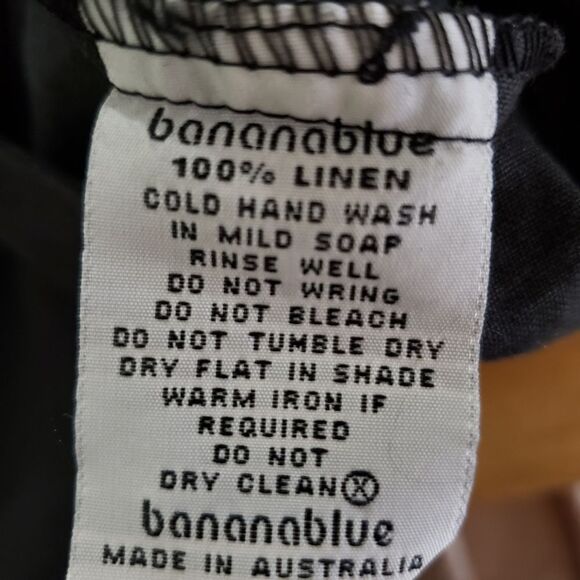 bananablue
100% LINEN
COLD HAND WASH
IN MILD SOAP
RINSE WELL
DO NOT WRING
DO NOT BLEACH
DO NOT TUMBLE DRY
DRY FLAT IN SHADE
WARM IRON IF
REQUIRED
DO NOT
DRY CLEAN Ⓧ
bananablue
MADE IN AUSTRALIA